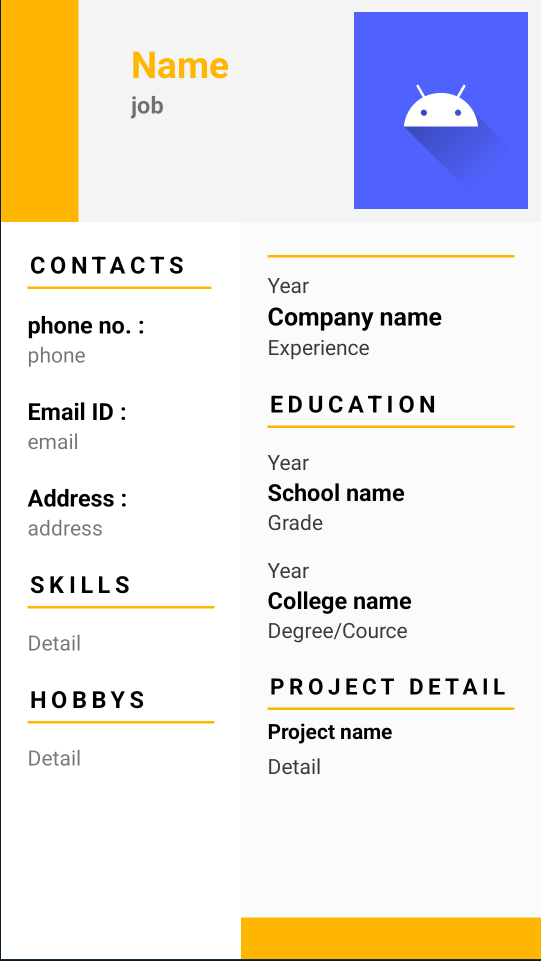 Name
job
CONTACTS
phone no. :
phone
Email ID :
email
Address :
address
SKILLS
Detail
HOBBYS
Detail
Year
Company name
Experience
EDUCATION
Year
School name
Grade
Year
College name
Degree/Cource
PROJECT DETAIL
Project name
Detail